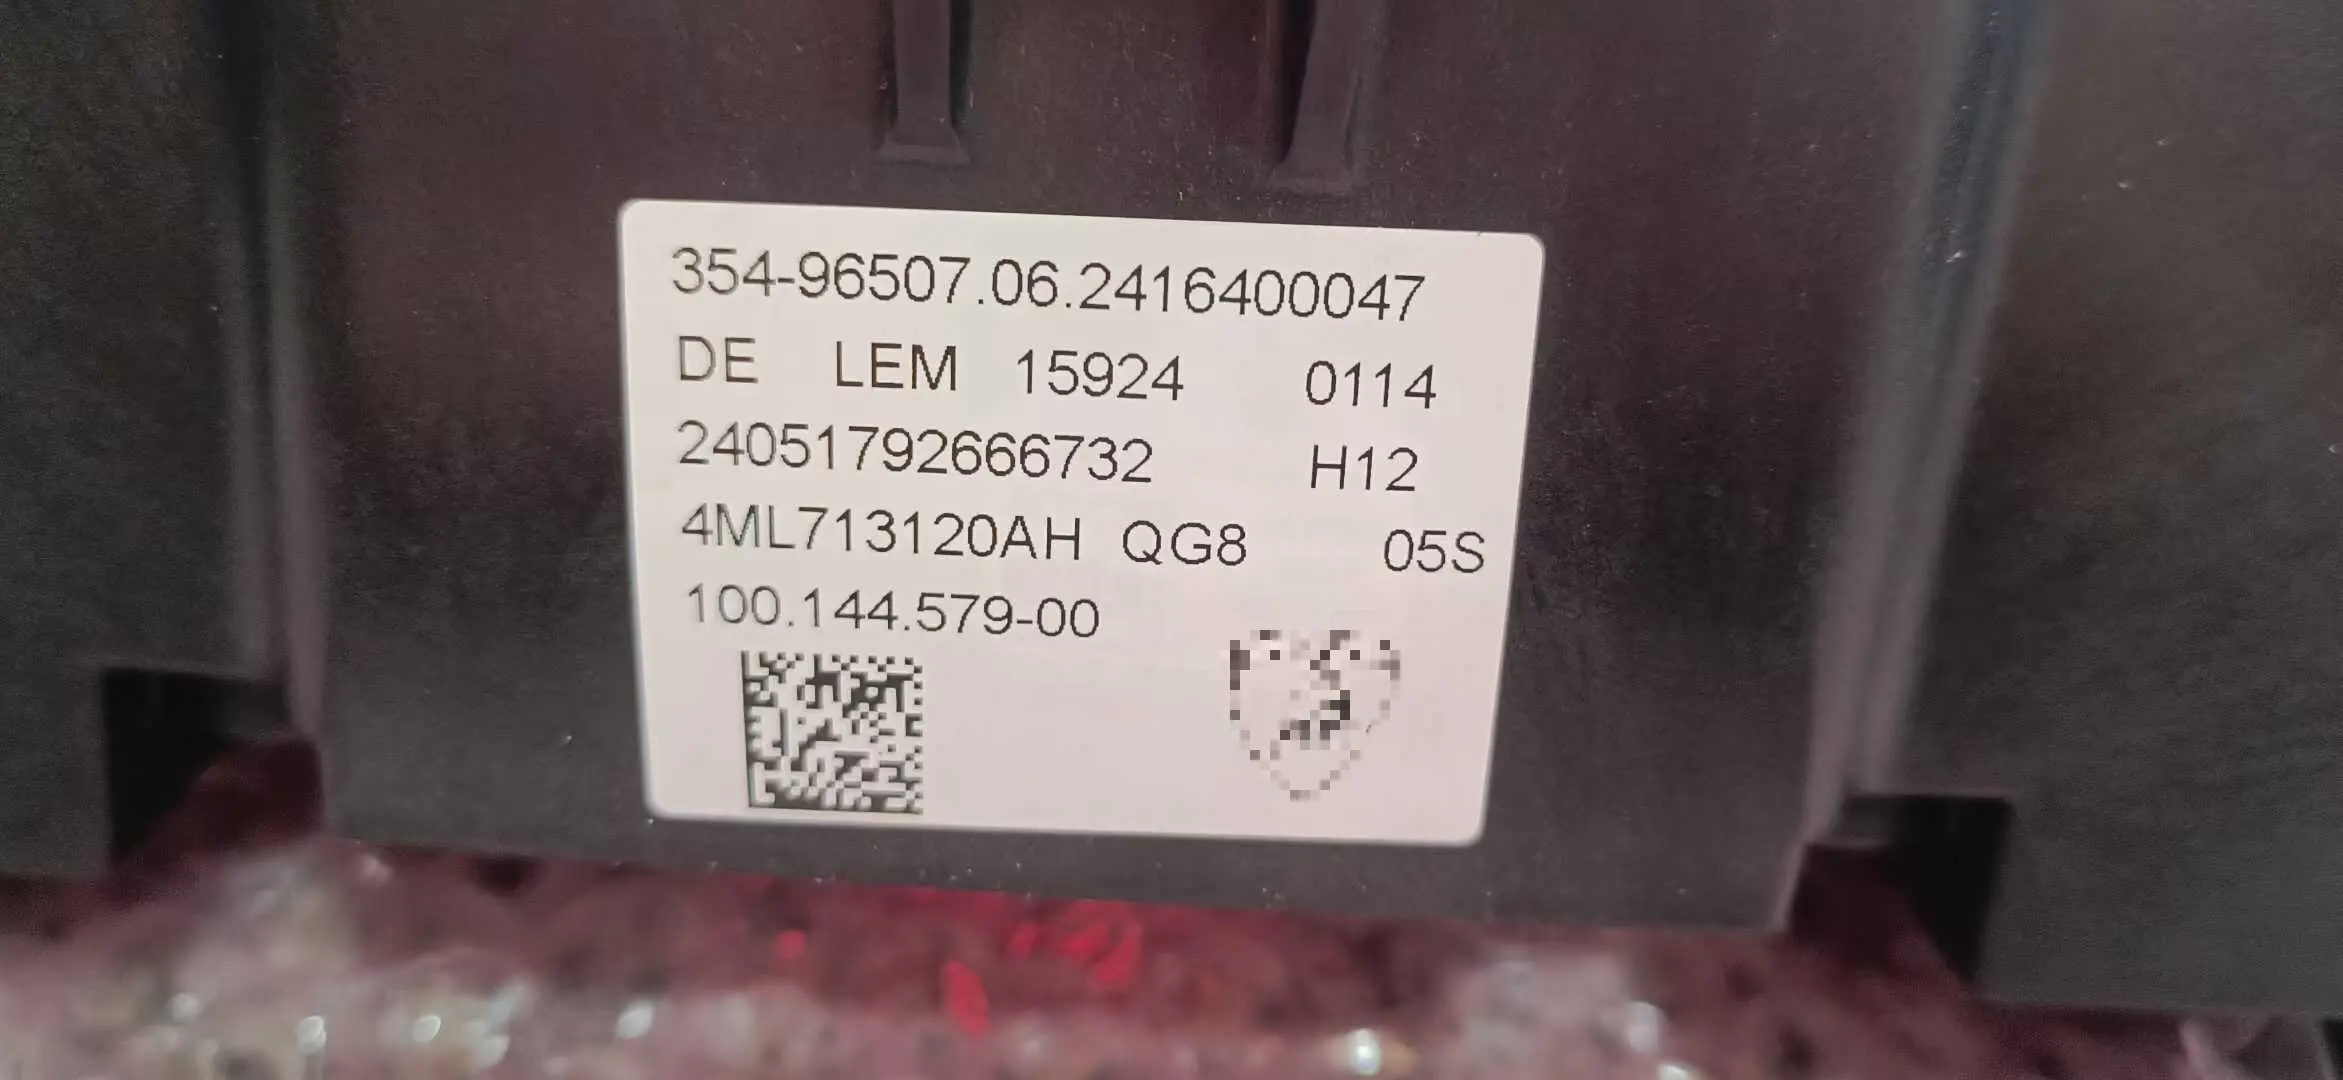 354-96507.06.2416400047
DE LEM 15924 0114
24051792666732 H12
4ML713120AH QG8 05S
100.144.579-00